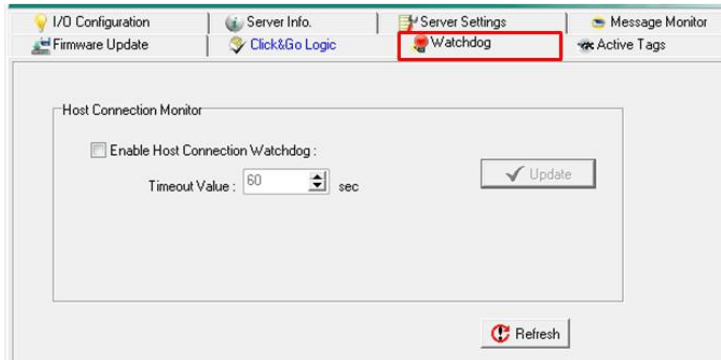 I/O Configuration
Server Info.
Server Settings
Message Monitor
Firmware Update
Click&Go Logic
Watchdog
Active Tags
Host Connection Monitor
Enable Host Connection Watchdog :
Timeout Value : 60 sec
Update
Refresh